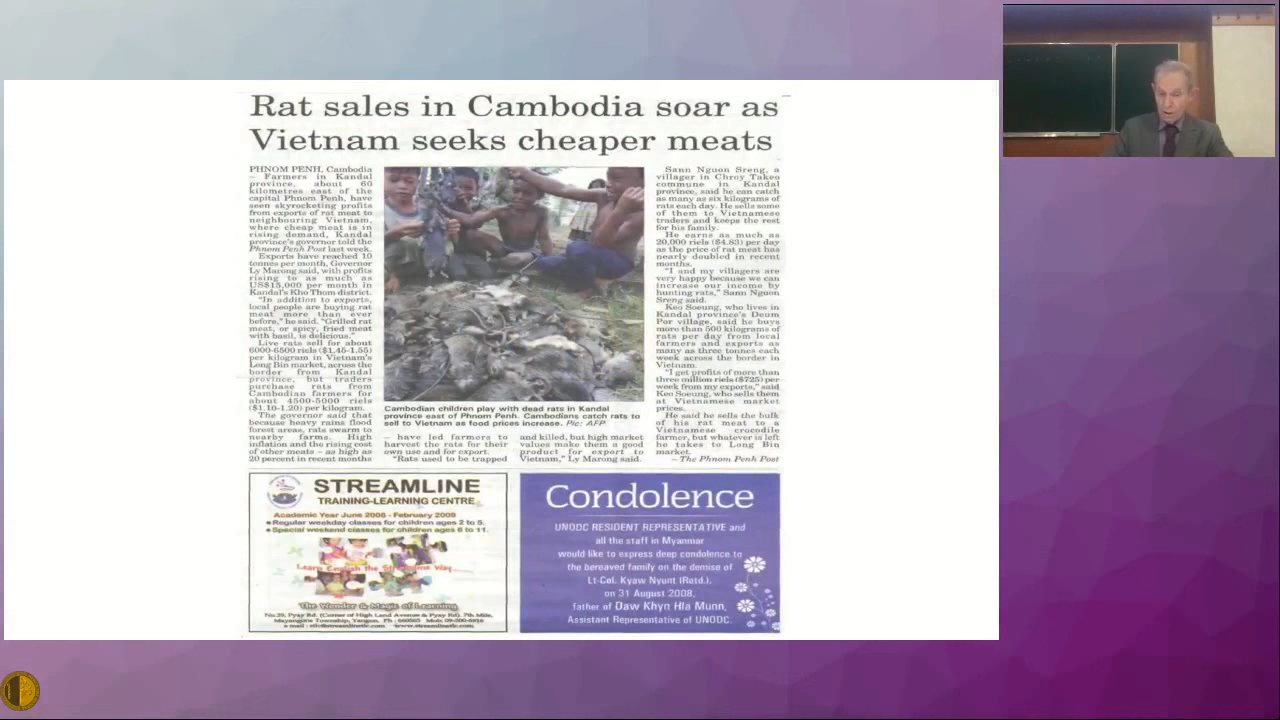 Rat sales in Cambodia soar as
Vietnam seeks cheaper meats
PHNOM PENH, Cambodia
– Farmers in Kandal
province, about 60
kilometres east of the
capital Phnom Penh, have
seen skyrocketing profits
from exports of rat meat to
neighbouring Vietnam,
where cheap meat is in
rising demand, Kandal
province's governor told the
Phnom Penh Post last week.
Exports have reached 10
tonnes per month, Governor
Ly Marong said, with profits
rising to as much as
US$15,000 per month in
Kandal's Kho Thom district.
"In addition to exports,
local people are buying rat
meat more than ever
before," he said. "Grilled rat
meat, or spicy, fried meat
with basil, is delicious."
Live rats sell for about
6000-6500 riels ($1.45-1.55)
per kilogram in Vietnam's
Long Bin market, across the
border from Kandal
province, but traders
purchase rats from
Cambodian farmers for
about 4500-5000 riels
($1.10-1.20) per kilogram.
The governor said that
because heavy rains flood
forest areas, rats swarm to
nearby farms. High
inflation and the rising cost
of other meats – as high as
20 percent in recent months
Cambodian children play with dead rats in Kandal
province east of Phnom Penh. Cambodians catch rats to
sell to Vietnam as food prices increase. Pic: AFP
– have led farmers to
harvest the rats for their
own use and for export.
"Rats used to be trapped
and killed, but high market
values make them a good
product for export to
Vietnam," Ly Marong said.
Sann Nguon Sreng, a
villager in Chroy Takeo
commune in Kandal
province, said he can catch
as many as six kilograms of
rats each day. He sells some
of them to Vietnamese
traders and keeps the rest
for his family.
He earns as much as
20,000 riels ($4.83) per day
as the price of rat meat has
nearly doubled in recent
months.
"I and my villagers are
very happy because we can
increase our income by
hunting rats," Sann Nguon
Sreng said.
Keo Soeung, who lives in
Kandal province's Deum
Por village, said he buys
more than 500 kilograms of
rats per day from local
farmers and exports as
many as three tonnes each
week across the border in
Vietnam.
"I get profits of more than
three million riels ($725) per
week from my exports," said
Keo Soeung, who sells them
at Vietnamese market
prices.
He said he sells the bulk
of his rat meat to a
Vietnamese crocodile
farmer, but whatever is left
he takes to Long Bin
market.
– The Phnom Penh Post
STREAMLINE
TRAINING-LEARNING CENTRE
Academic Year June 2008 - February 2009
Regular weekday classes for children ages 2 to 5.
Special weekend classes for children ages 6 to 11.
Learn English the Streamline Way
The Wonder & Magic of Learning
No.39, Pyay Rd. (Corner of High Land Avenue & Pyay Rd). 7th Mile,
Mayangone Township, Yangon.
Condolence
UNODC RESIDENT REPRESENTATIVE and
all the staff in Myanmar
would like to express deep condolence to
the bereaved family on the demise of
Lt-Col. Kyaw Nyunt (Retd.),
on 31 August 2008,
father of Daw Khyn Hla Munn,
Assistant Representative of UNODC.